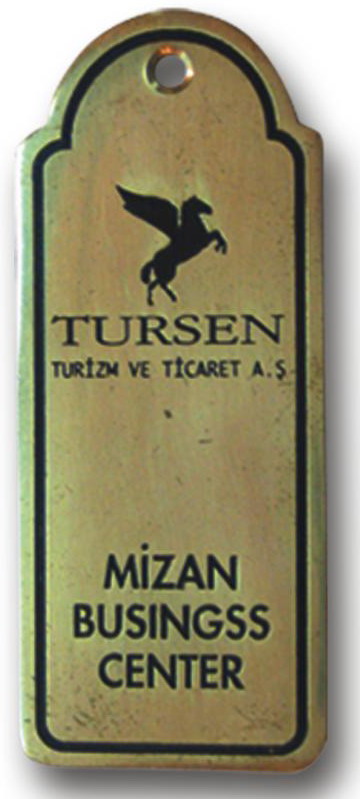 TURSEN
TURİZM VE TİCARET A.Ş
MİZAN
BUSINGSS
CENTER